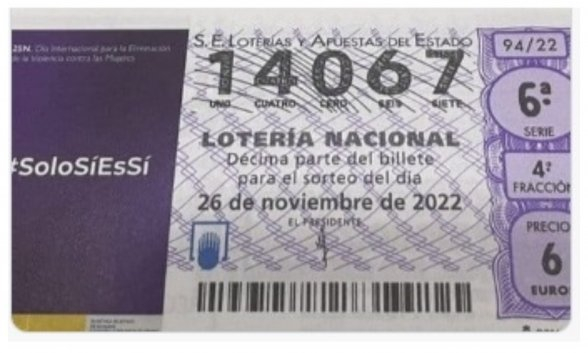 25N. Día Internacional para la Eliminación
de la Violencia contra las Mujeres
#SoloSíEsSí
S.E. LOTERÍAS Y APUESTAS DEL ESTADO
14067
UNO CUATRO CERO SEIS SIETE
LOTERÍA NACIONAL
Décima parte del billete
para el sorteo del día
26 de noviembre de 2022
EL PRESIDENTE
94/22
6ª
SERIE
4ª
FRACCIÓN
PRECIO
6
EURO